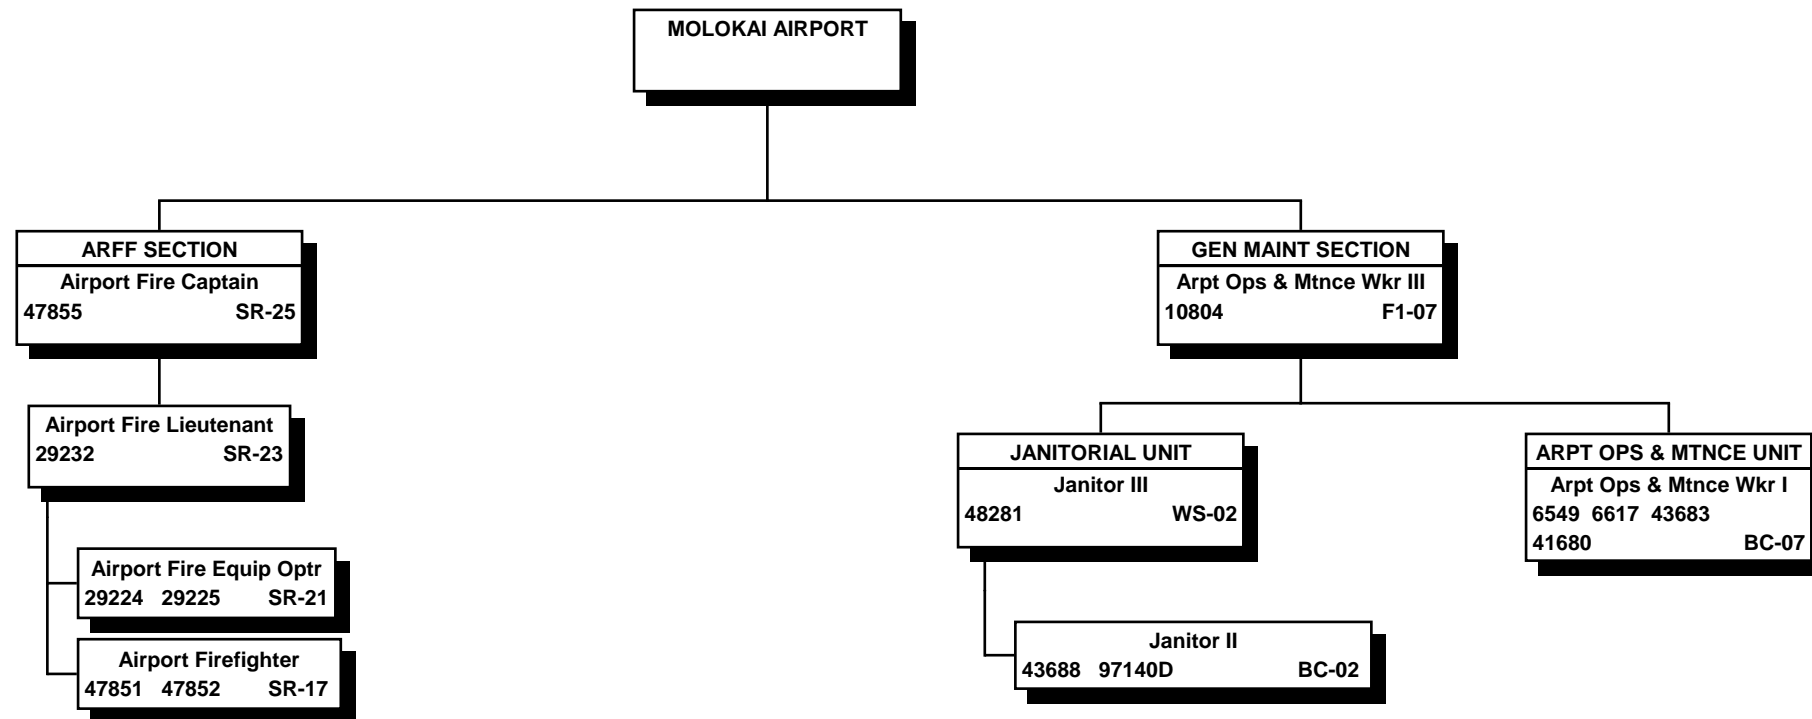 MOLOKAI AIRPORT
ARFF SECTION
Airport Fire Captain
47855 SR-25
Airport Fire Lieutenant
29232 SR-23
Airport Fire Equip Optr
29224 29225 SR-21
Airport Firefighter
47851 47852 SR-17
GEN MAINT SECTION
Arpt Ops & Mtnce Wkr III
10804 F1-07
JANITORIAL UNIT
Janitor III
48281 WS-02
Janitor II
43688 97140D BC-02
ARPT OPS & MTNCE UNIT
Arpt Ops & Mtnce Wkr I
6549 6617 43683
41680 BC-07